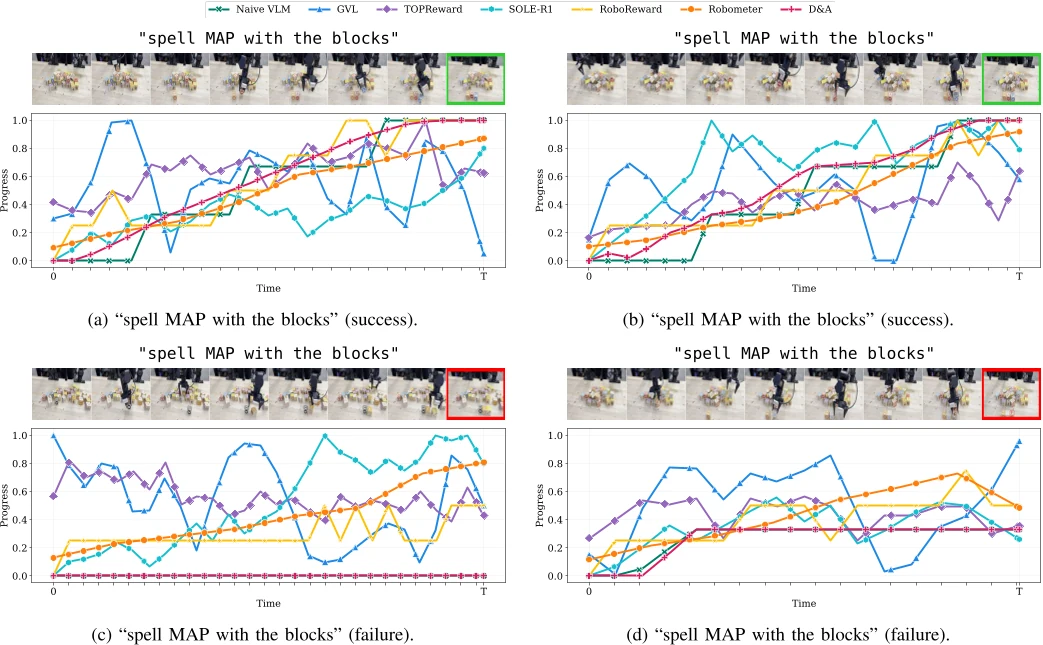 Naive VLM GVL TOPReward SOLE-R1 RoboReward Robometer D&A
"spell MAP with the blocks"
1.0
0.8
0.6
0.4
0.2
0.0
Progress
0
T
Time
(a) “spell MAP with the blocks” (success).
"spell MAP with the blocks"
1.0
0.8
0.6
0.4
0.2
0.0
Progress
0
T
Time
(b) “spell MAP with the blocks” (success).
"spell MAP with the blocks"
1.0
0.8
0.6
0.4
0.2
0.0
Progress
0
T
Time
(c) “spell MAP with the blocks” (failure).
"spell MAP with the blocks"
1.0
0.8
0.6
0.4
0.2
0.0
Progress
0
T
Time
(d) “spell MAP with the blocks” (failure).